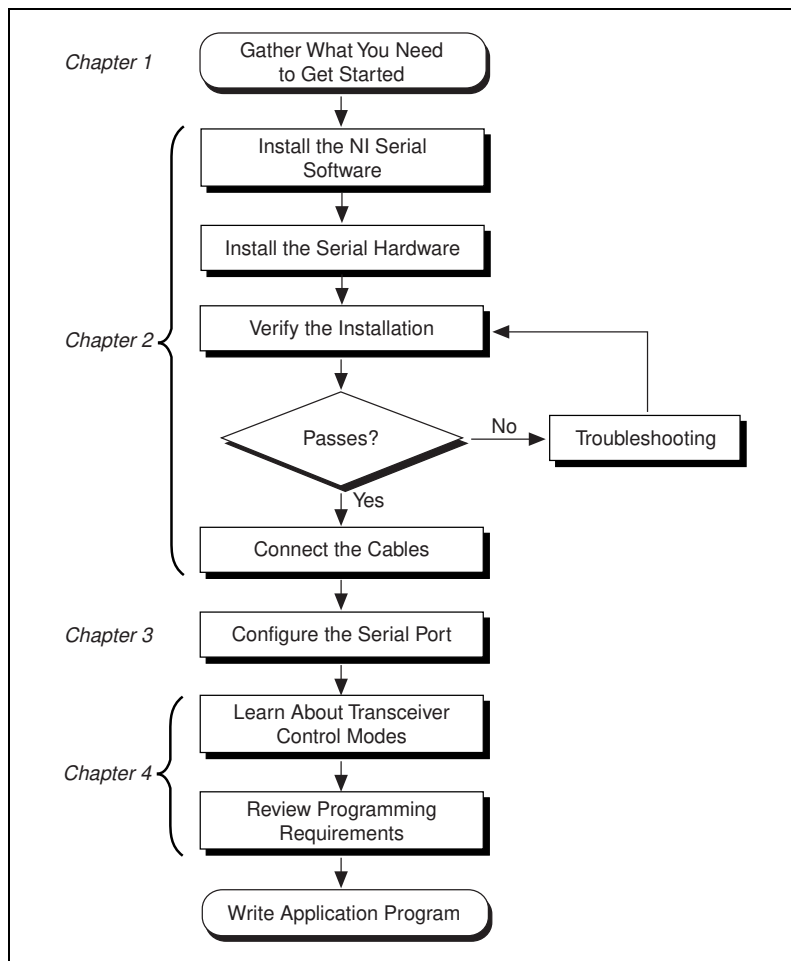 Chapter 1
Gather What You Need
to Get Started
Install the NI Serial
Software
Install the Serial Hardware
Chapter 2
Verify the Installation
Passes?
No
Troubleshooting
Yes
Connect the Cables
Chapter 3
Configure the Serial Port
Learn About Transceiver
Control Modes
Chapter 4
Review Programming
Requirements
Write Application Program